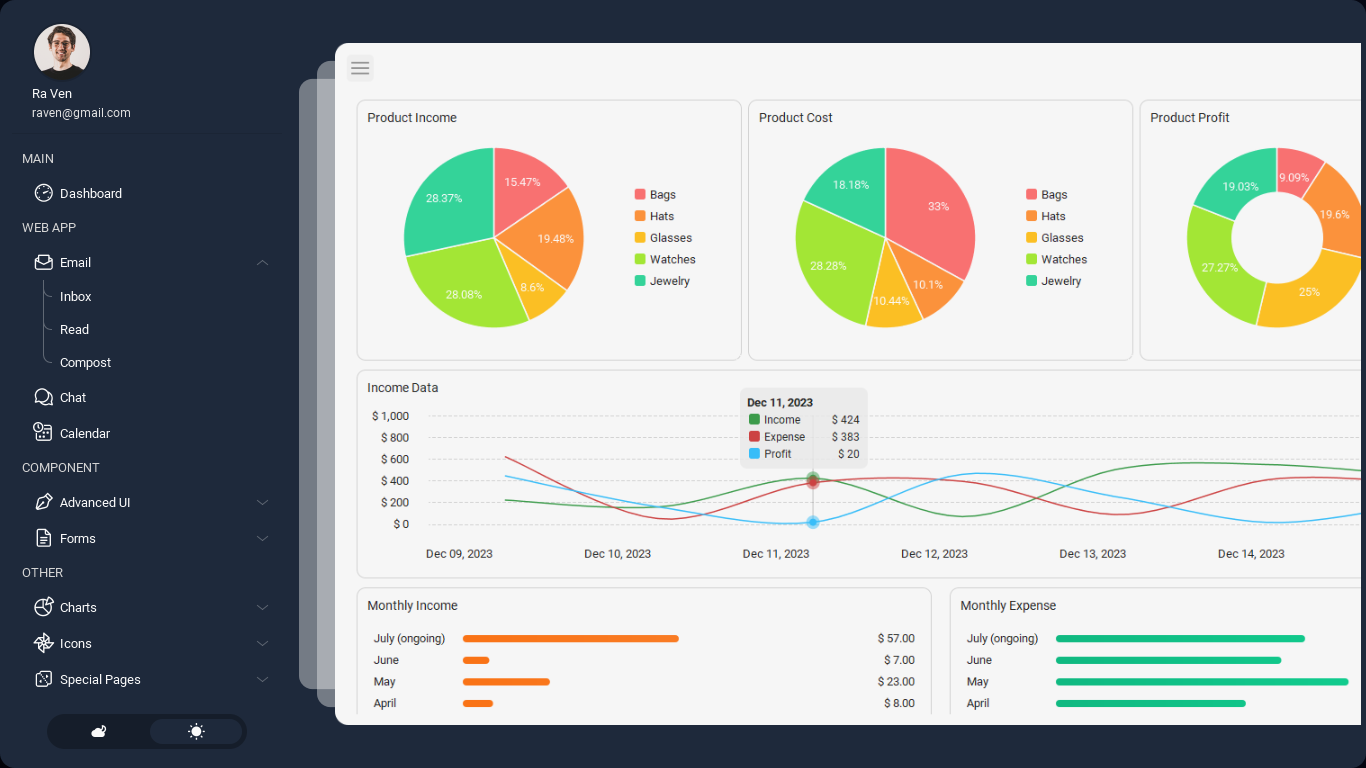 Ra Ven
raven@gmail.com
MAIN
Dashboard
WEB APP
Email
Inbox
Read
Compost
Chat
Calendar
COMPONENT
Advanced UI
Forms
OTHER
Charts
Icons
Special Pages
Product Income
15.47%
28.37%
19.48%
8.6%
28.08%
Bags
Hats
Glasses
Watches
Jewelry
Product Cost
18.18%
33%
28.28%
10.1%
10.44%
Bags
Hats
Glasses
Watches
Jewelry
Product Profit
9.09%
19.03%
19.6%
27.27%
25%
Income Data
$ 1,000
$ 800
$ 600
$ 400
$ 200
$ 0
Dec 11, 2023
Income $ 424
Expense $ 383
Profit $ 20
Dec 09, 2023 Dec 10, 2023 Dec 11, 2023 Dec 12, 2023 Dec 13, 2023 Dec 14, 2023
Monthly Income
July (ongoing) $ 57.00
June $ 7.00
May $ 23.00
April $ 8.00
Monthly Expense
July (ongoing)
June
May
April